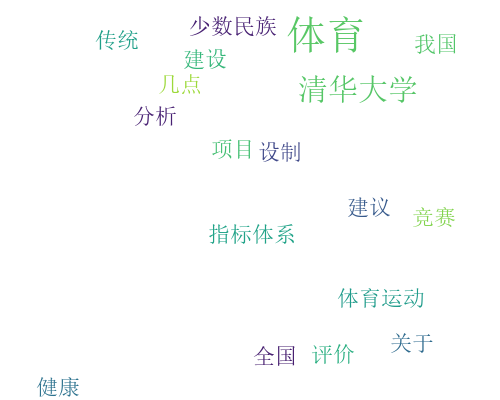 少数民族
体育
传统
我国
建设
几点
清华大学
分析
项目
设制
建议
竞赛
指标体系
体育运动
关于
全国
评价
健康